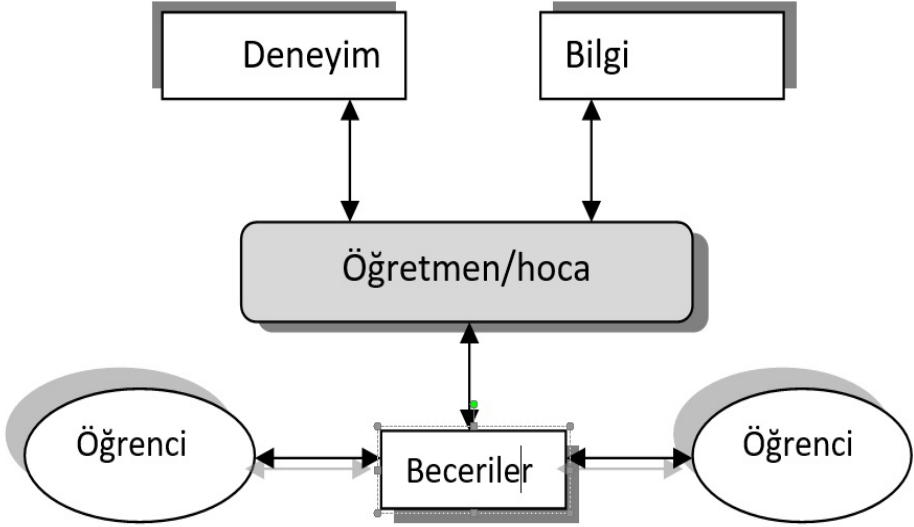 Deneyim
Bilgi
Öğretmen/hoca
Öğrenci
Beceriler
Öğrenci